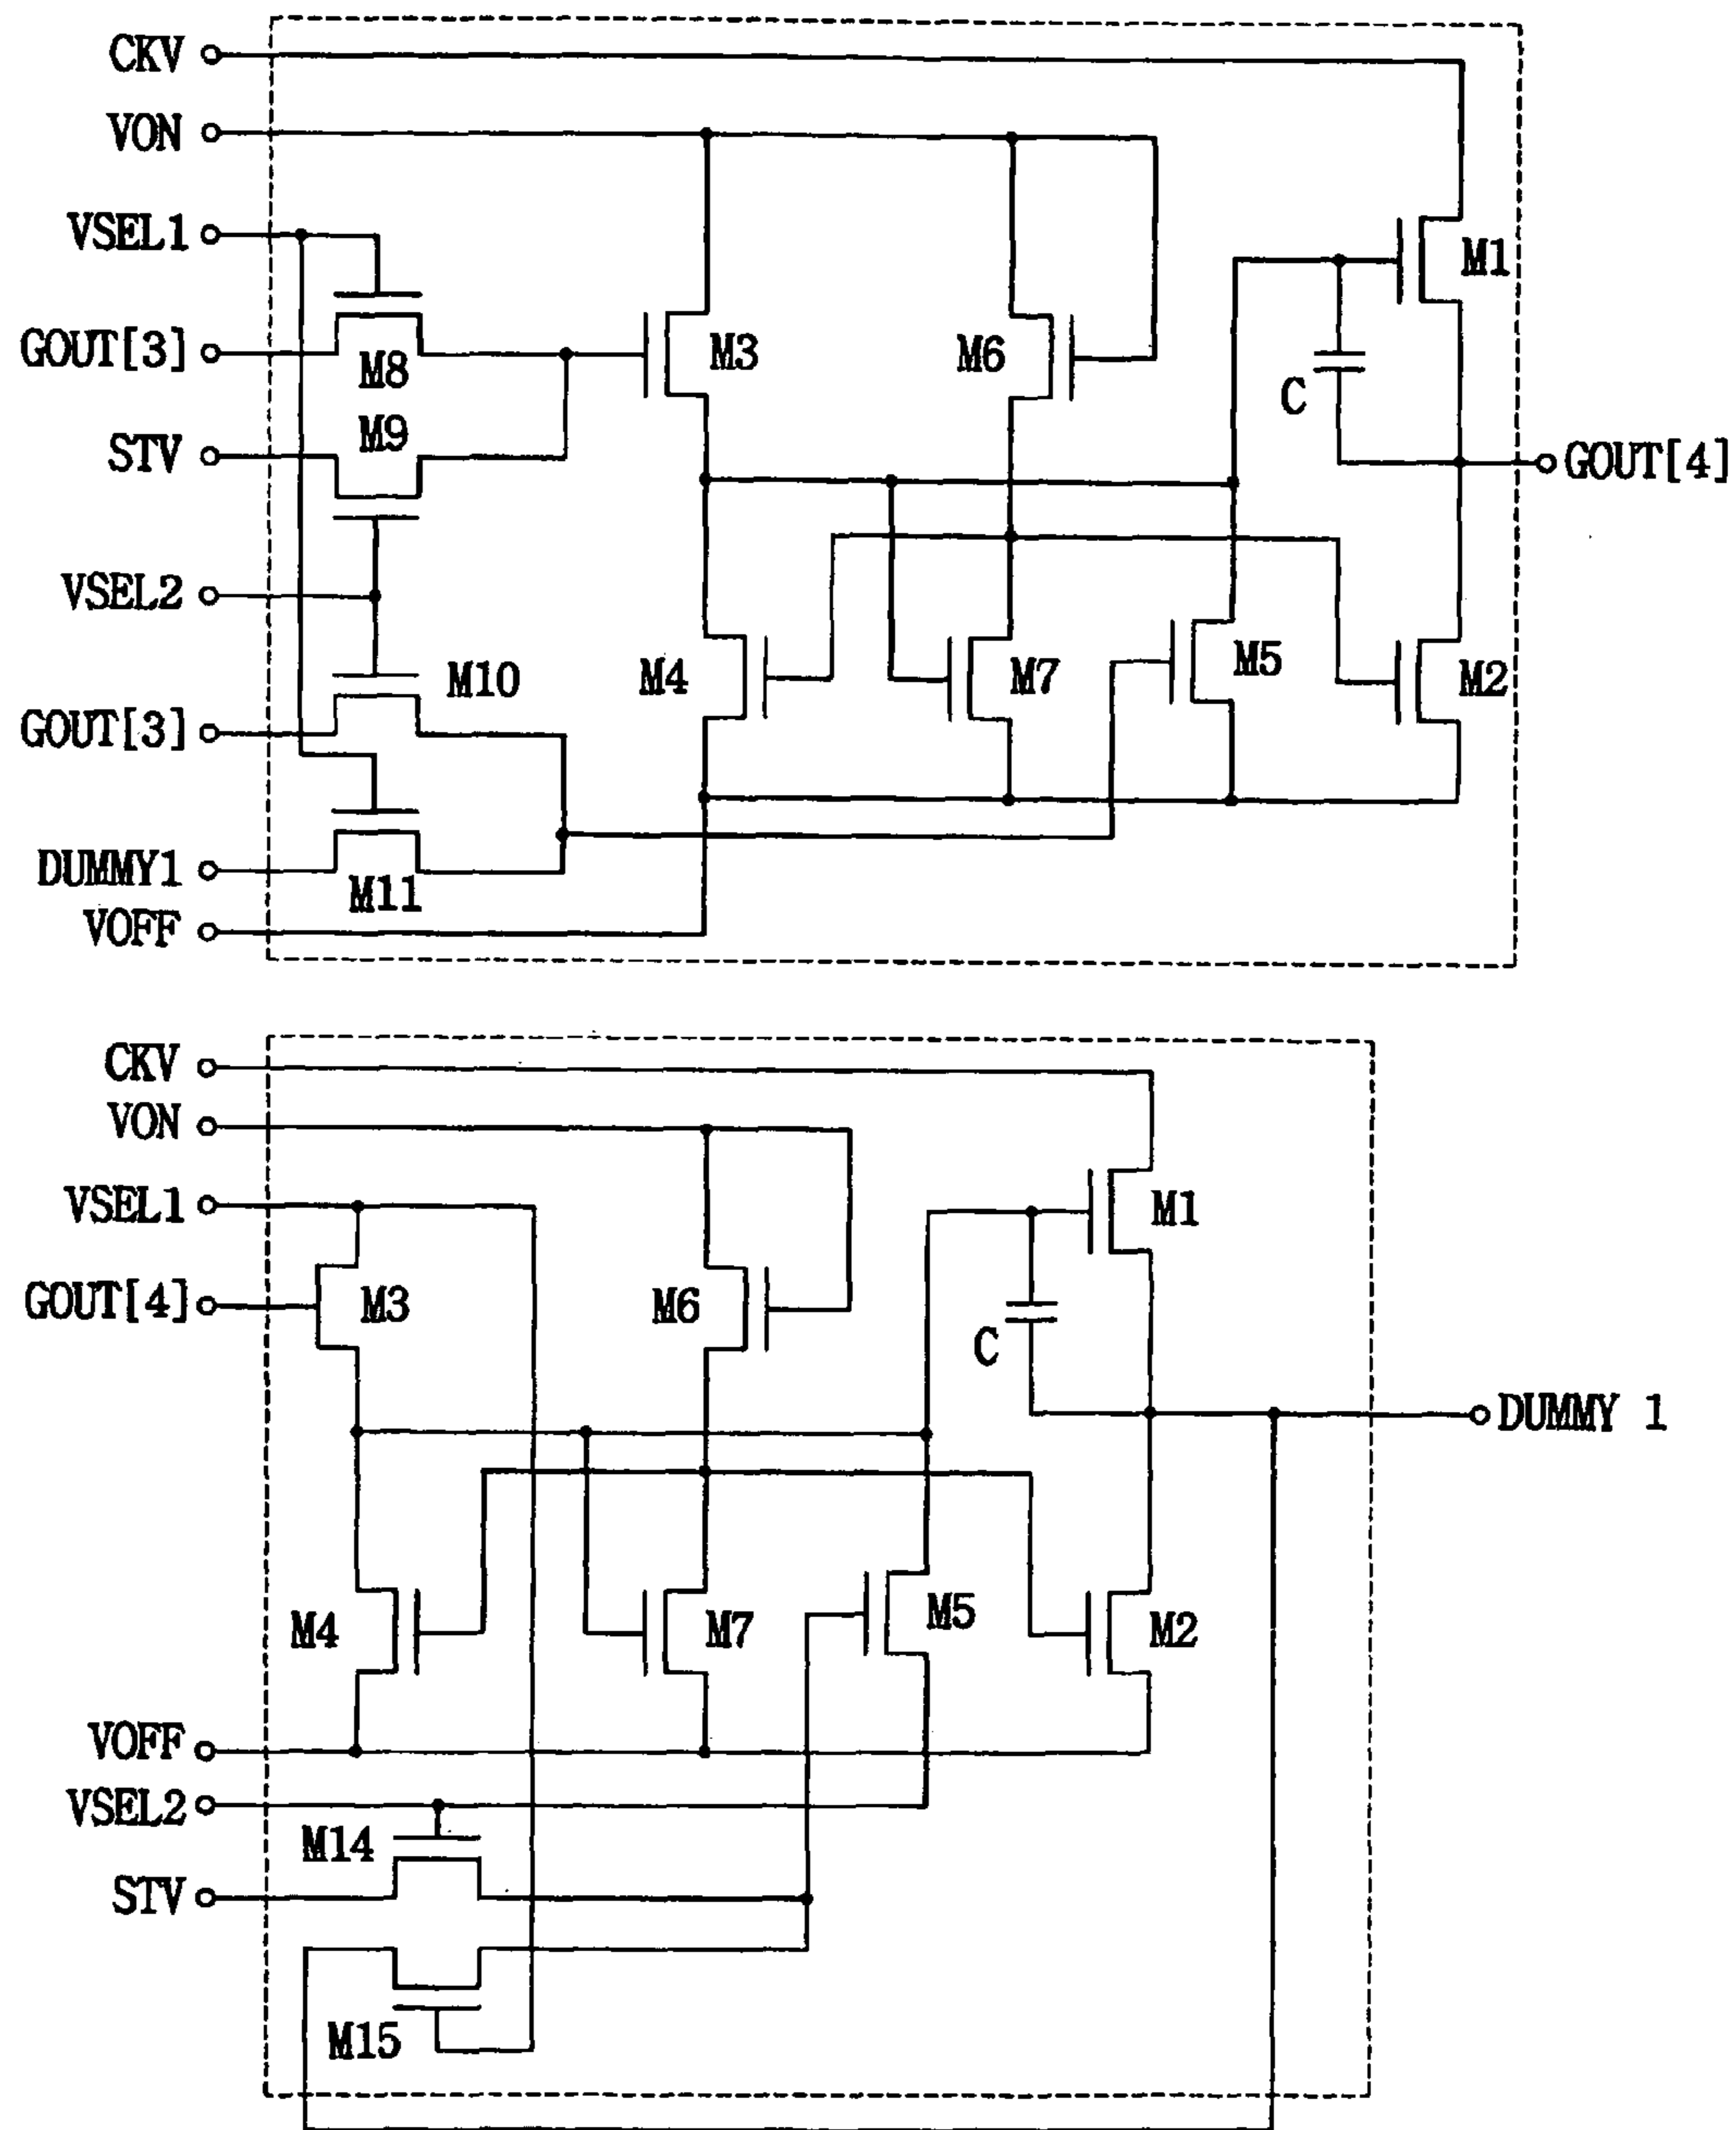 CKV
VON
VSEL1
M1
GOUT[3]
M3
M6
M8
C
M9
STV
GOUT[4]
VSEL2
M10
M4
M7
M5
M2
GOUT[3]
DUMMY1
M11
VOFF
CKV
VON
VSEL1
M1
GOUT[4]
M3
M6
C
DUMMY 1
M4
M7
M5
M2
VOFF
VSEL2
M14
STV
M15